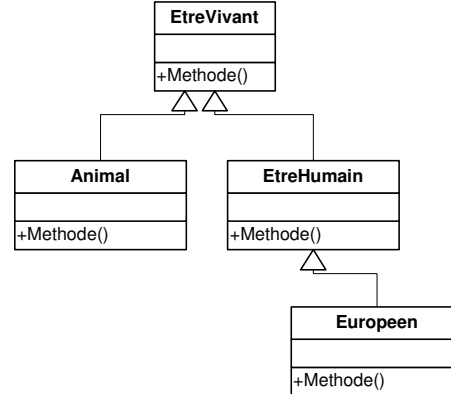 EtreVivant
+Methode()
Animal
+Methode()
EtreHumain
+Methode()
Europeen
+Methode()